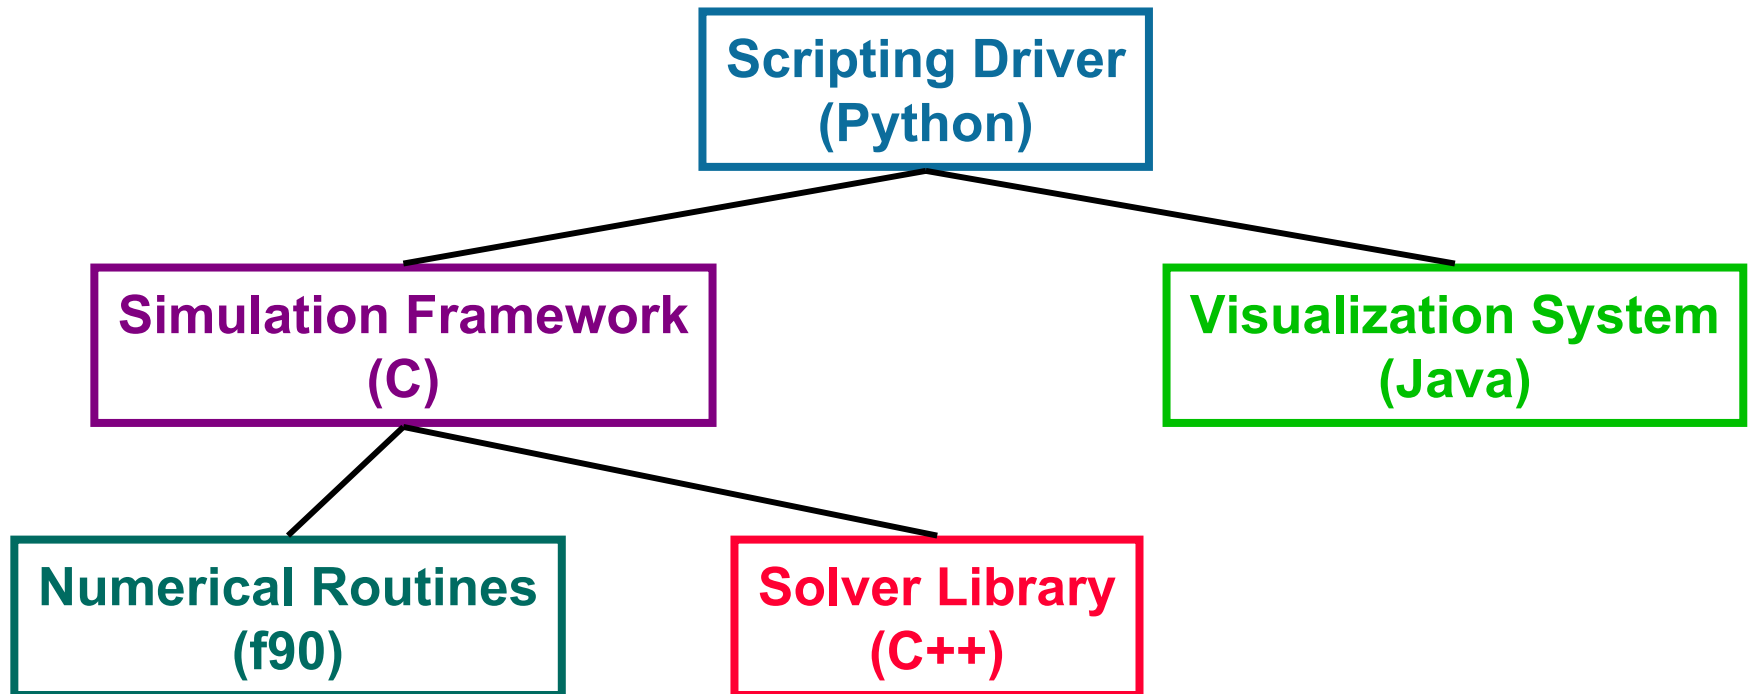 Scripting Driver
(Python)
Simulation Framework
(C)
Visualization System
(Java)
Numerical Routines
(f90)
Solver Library
(C++)